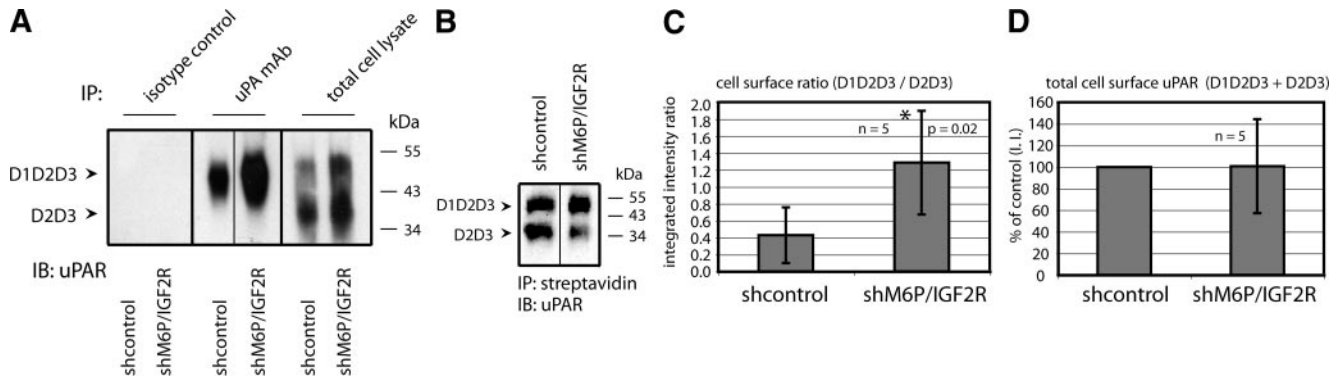 A
IP:
isotype control
uPA mAb
total cell lysate
kDa
D1D2D3
D2D3
55
43
34
IB: uPAR
shcontrol
shM6P/IGF2R
shcontrol
shM6P/IGF2R
shcontrol
shM6P/IGF2R
B
shcontrol
shM6P/IGF2R
kDa
D1D2D3
D2D3
55
43
34
IP: streptavidin
IB: uPAR
C
cell surface ratio (D1D2D3 / D2D3)
integrated intensity ratio
2.0
1.8
1.6
1.4
1.2
1.0
0.8
0.6
0.4
0.2
0.0
n = 5
*
p = 0.02
shcontrol
shM6P/IGF2R
D
total cell surface uPAR (D1D2D3 + D2D3)
% of control (I. I.)
160
140
120
100
80
60
40
20
0
n = 5
shcontrol
shM6P/IGF2R